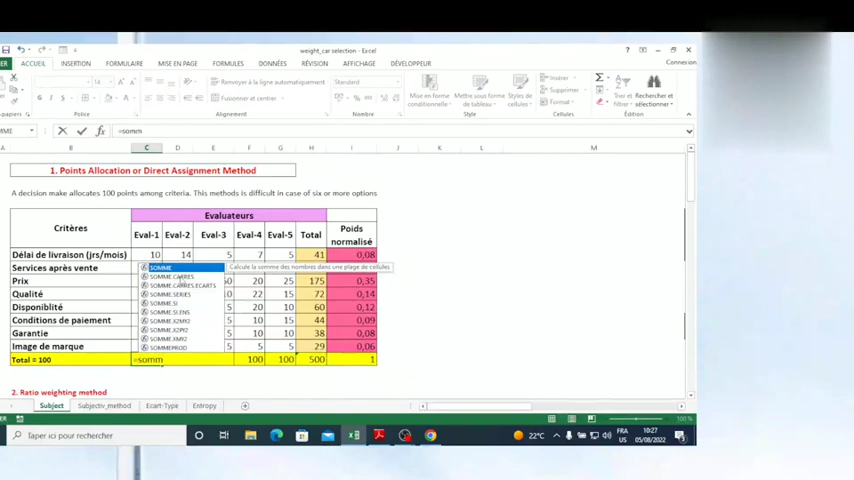 weight_car selection - Excel
ACCUEIL INSERTION FORMULAIRE MISE EN PAGE FORMULES DONNÉES RÉVISION AFFICHAGE DÉVELOPPEUR Connexion
14 Renvoyer à la ligne automatiquement Standard Insérer
Fusionner et centrer Mise en forme conditionnelle Mettre sous forme de tableau Styles de cellules Supprimer Trier et filtrer Rechercher et sélectionner
Format
Police Alignement Nombre Style Cellules Édition
=somm
B C D E F G H I J K L M
1. Points Allocation or Direct Assignment Method
A decision make allocates 100 points among criteria. This methods is difficult in case of six or more options
Critères Evaluateurs Poids normalisé
Eval-1 Eval-2 Eval-3 Eval-4 Eval-5 Total
Délai de livraison (jrs/mois) 10 14 5 7 5 41 0,08
Services après vente
SOMME Calcule la somme des nombres dans une plage de cellules
SOMME.CARRES
Prix 20 25 175 0,35
SOMME.CARRES.ECARTS
Qualité 10 22 15 72 0,14
SOMME.SERIES
SOMME.SI
Disponiblité 5 20 10 60 0,12
SOMME.SI.ENS
Conditions de paiement 5 10 15 44 0,09
SOMME.X2MY2
SOMME.X2PY2
Garantie 5 10 10 38 0,08
SOMME.XMY2
Image de marque 5 5 5 29 0,06
SOMMEPROD
Total = 100 =somm 100 100 500 1
2. Ratio weighting method
Subject Subjectiv_method Ecart-Type Entropy
100 %
Taper ici pour rechercher 22°C FRA 10:27
US 05/08/2022